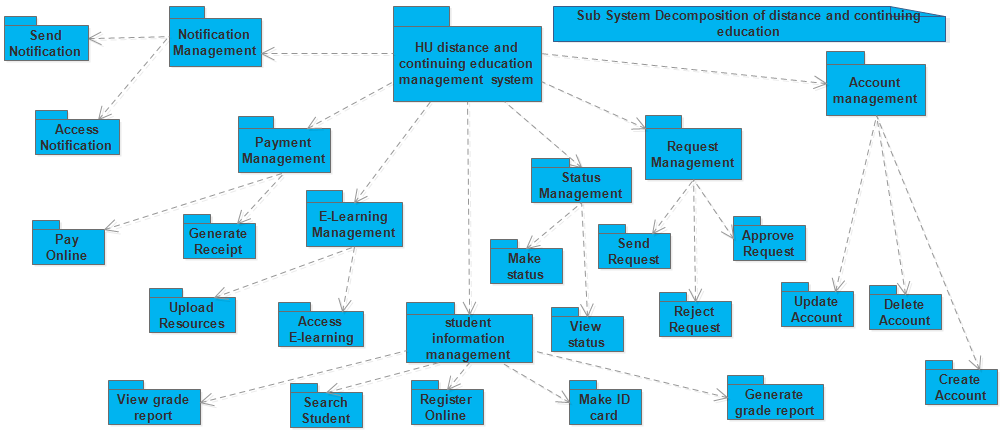 Sub System Decomposition of distance and continuing
education
Send
Notification
Notification
Management
HU distance and
continuing education
management system
Account
management
Access
Notification
Payment
Management
Request
Management
Status
Management
E-Learning
Management
Pay
Online
Generate
Receipt
Make
status
Send
Request
Approve
Request
Upload
Resources
Access
E-learning
student
information
management
View
status
Reject
Request
Update
Account
Delete
Account
View grade
report
Search
Student
Register
Online
Make ID
card
Generate
grade report
Create
Account